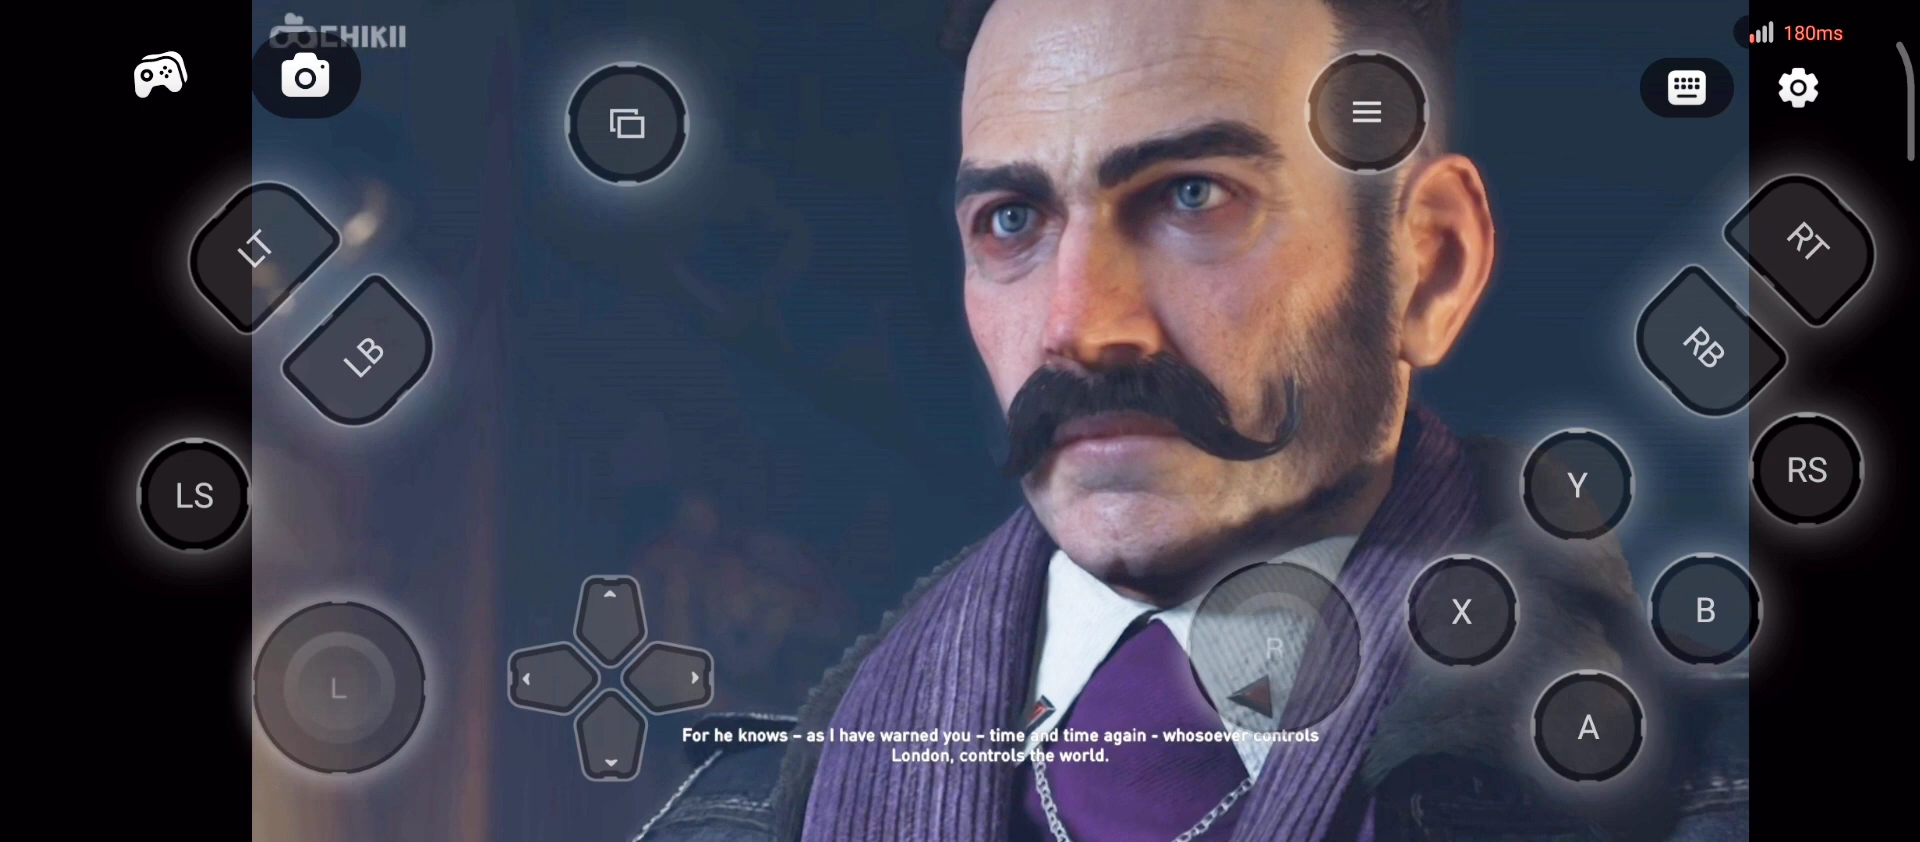 CHIKII
180ms
LT
RT
LB
RB
LS
Y
RS
X
B
L
R
A
For he knows – as I have warned you – time and time again - whosoever controls
London, controls the world.